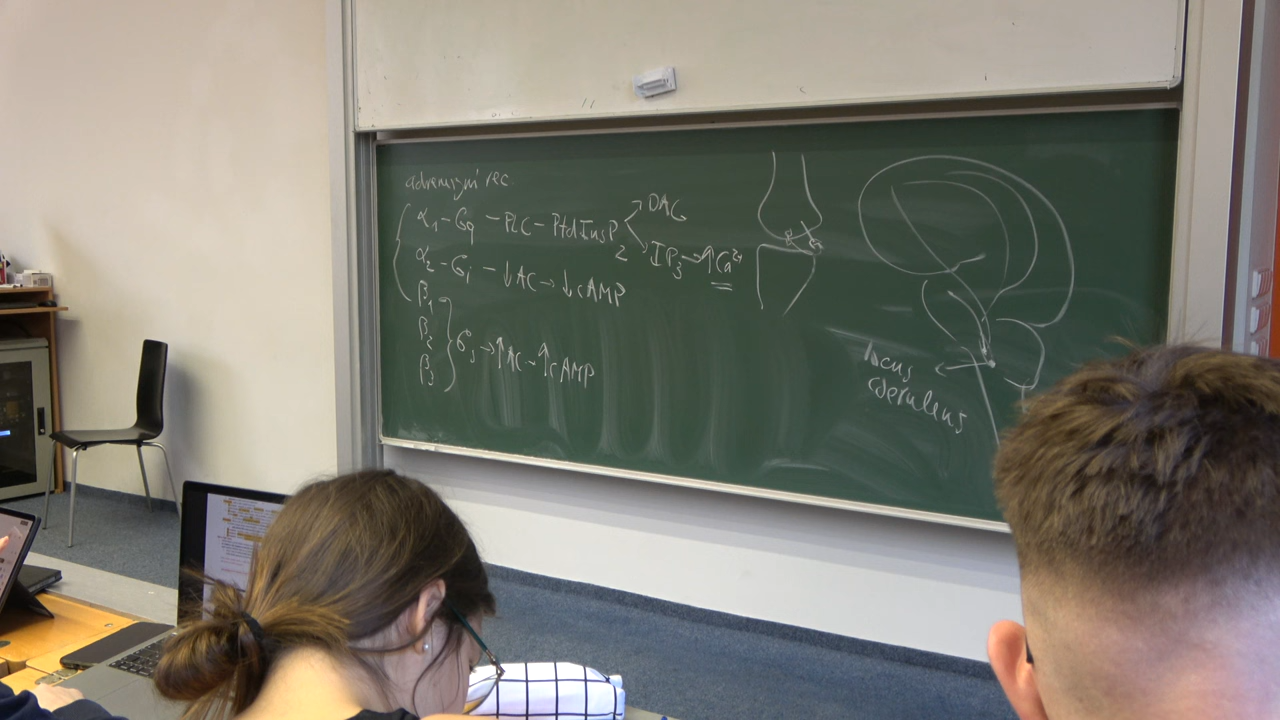 adrenergní rec.
α₁ - Gq - PLC - PtdInsP₂
DAG
IP₃ → ↑Ca²⁺
α₂ - Gi - ↓AC → ↓cAMP
β₁
β₂
β₃
Gs → ↑AC - ↑cAMP
locus
coeruleus